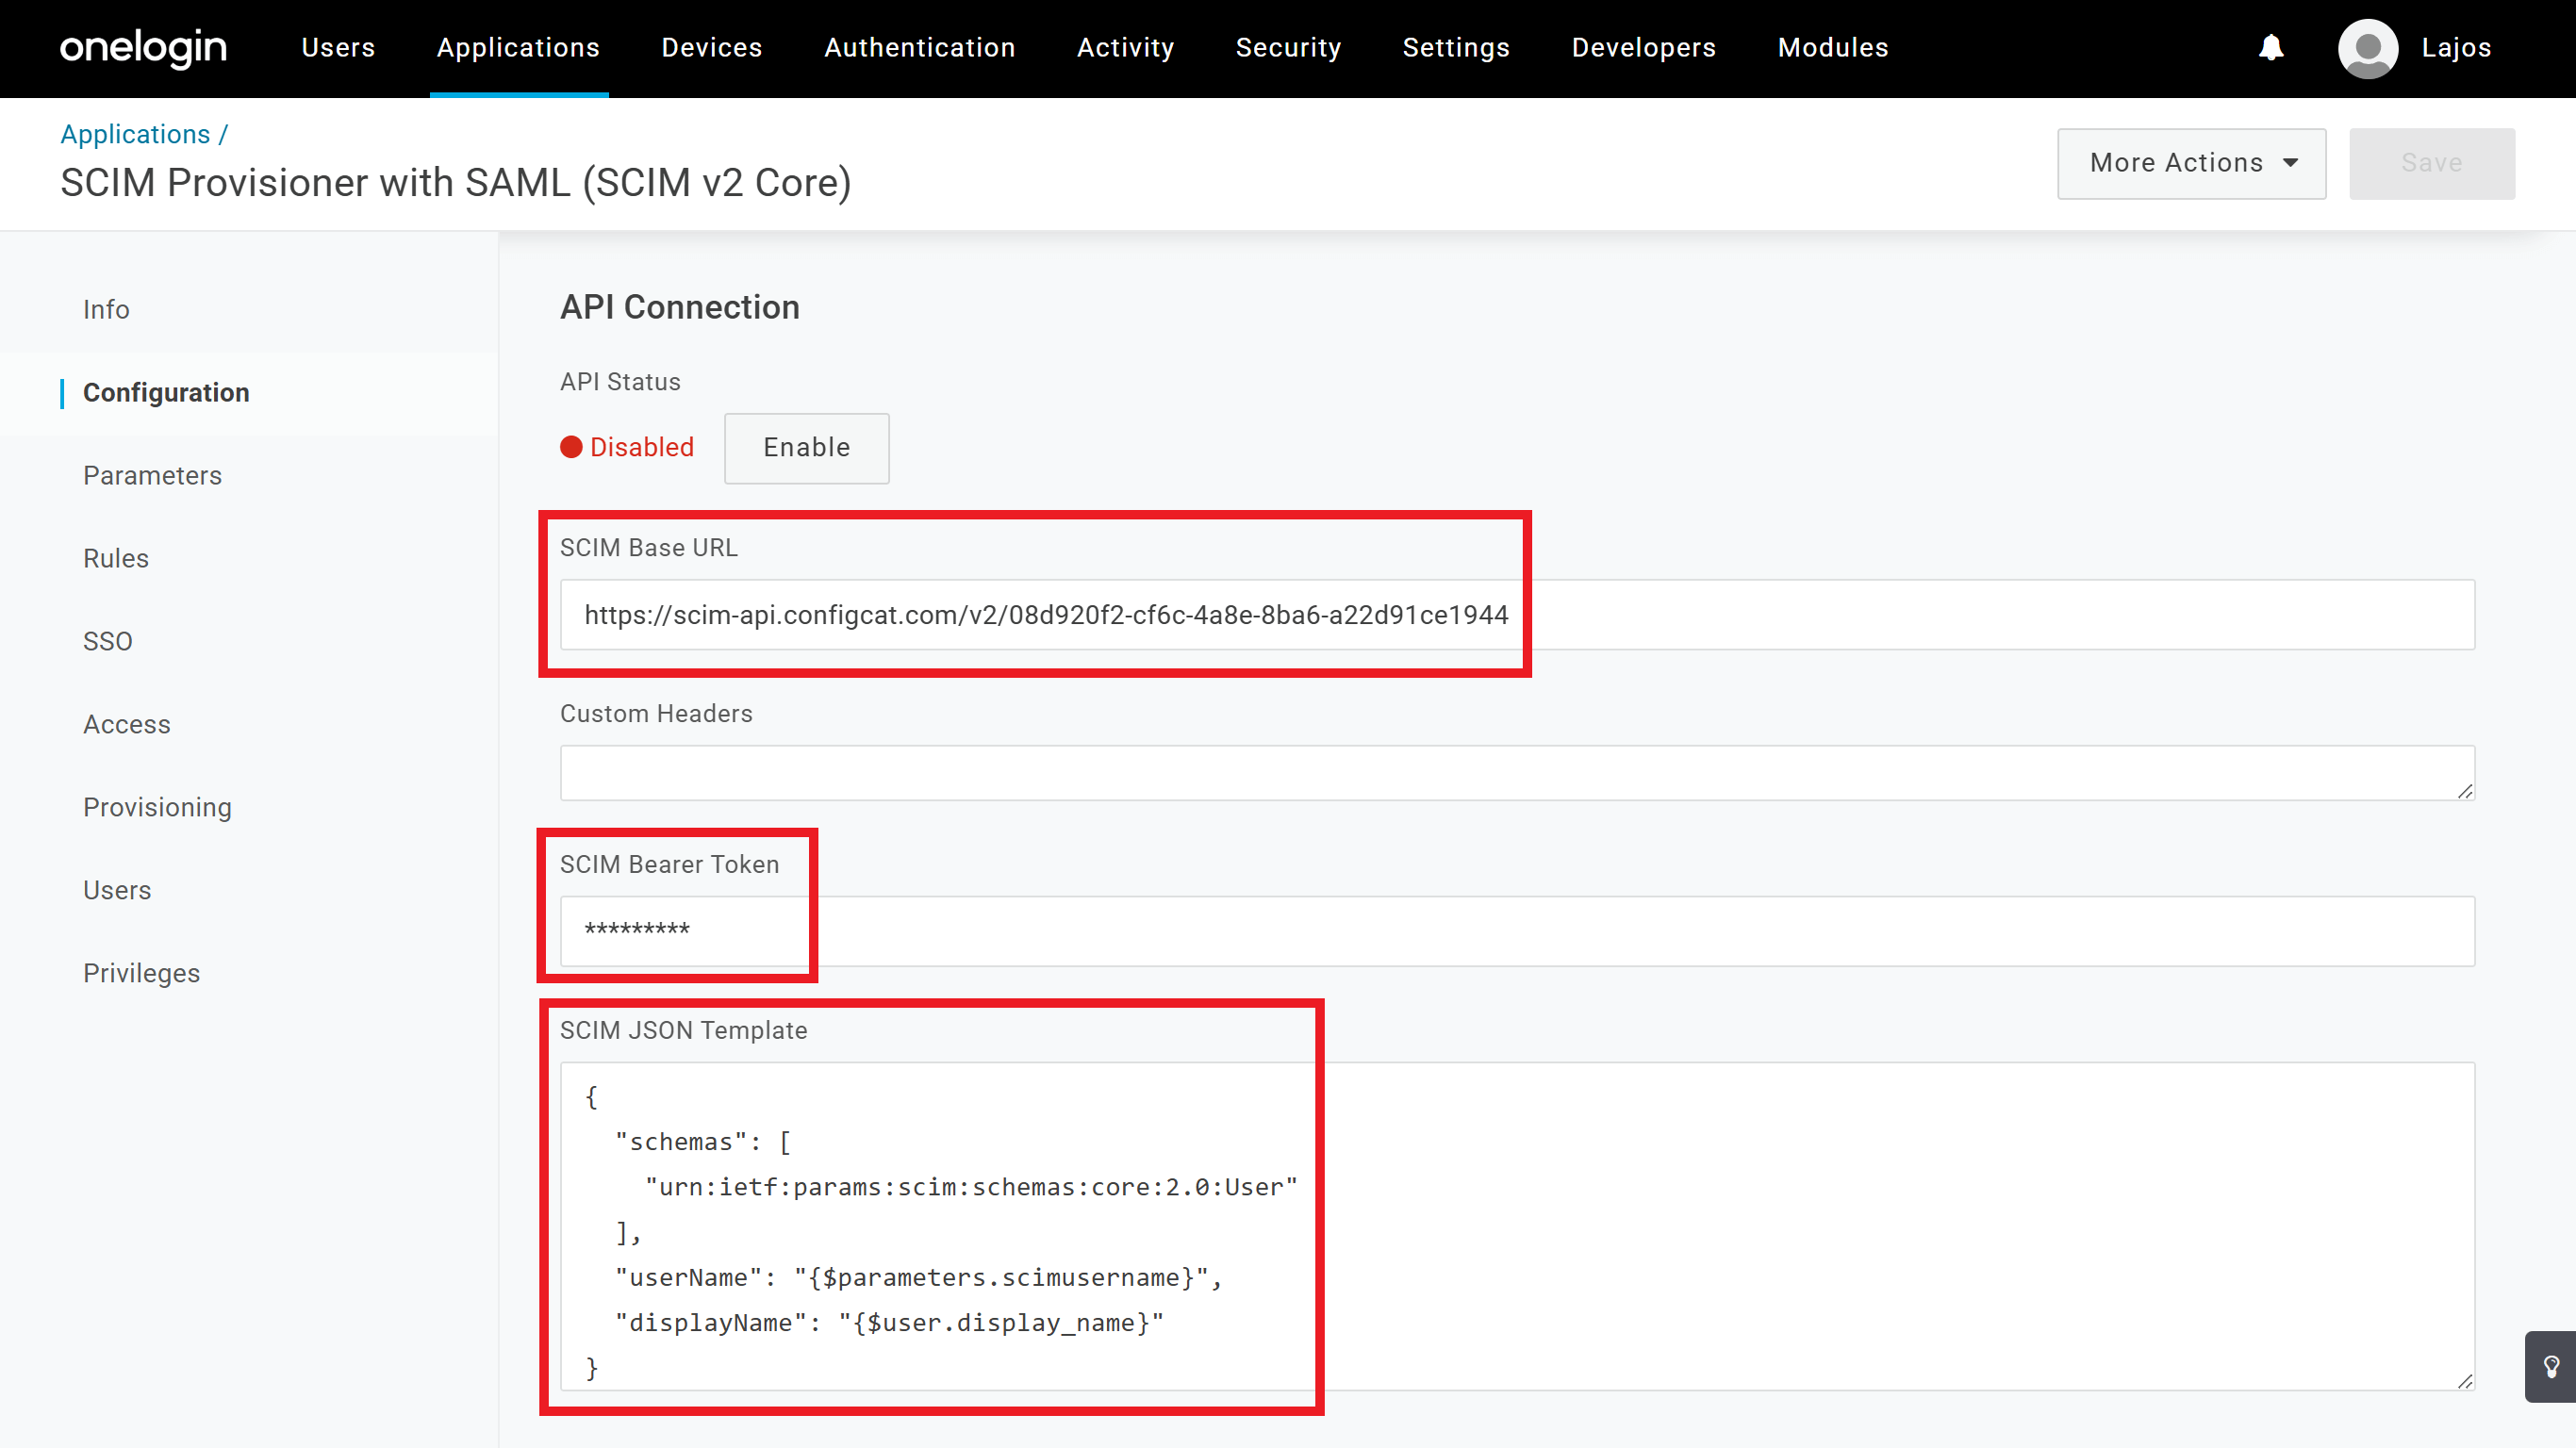 onelogin
Users Applications Devices Authentication Activity Security Settings Developers Modules Lajos
Applications /
SCIM Provisioner with SAML (SCIM v2 Core)
More Actions
Save
Info
Configuration
Parameters
Rules
SSO
Access
Provisioning
Users
Privileges
API Connection
API Status
Disabled
Enable
SCIM Base URL
https://scim-api.configcat.com/v2/08d920f2-cf6c-4a8e-8ba6-a22d91ce1944
Custom Headers
SCIM Bearer Token
*********
SCIM JSON Template
{
"schemas": [
"urn:ietf:params:scim:schemas:core:2.0:User"
],
"userName": "{$parameters.scimusername}",
"displayName": "{$user.display_name}"
}